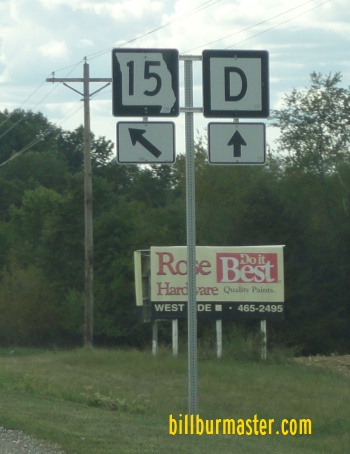 15 D
Rose Do it Best
Hardware Quality Paints.
WEST SIDE 465-2495
billburmaster.com